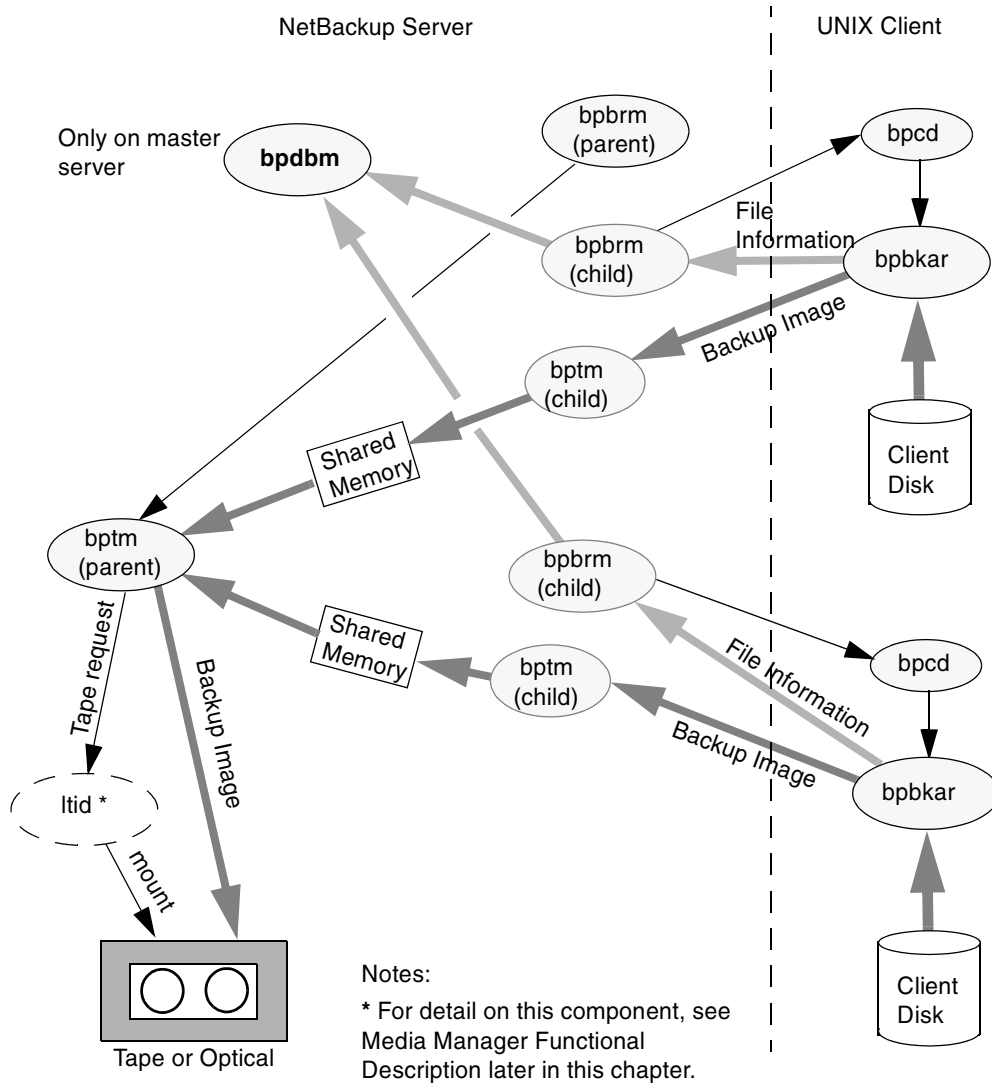 NetBackup Server
UNIX Client
Only on master
server
bpdbm
bpbrm
(parent)
bpcd
File
Information
bpbrm
(child)
bpbkar
Backup Image
bptm
(child)
Client
Disk
Shared
Memory
bptm
(parent)
bpbrm
(child)
Shared
Memory
bptm
(child)
bpcd
File Information
Backup Image
bpbkar
Tape request
Backup Image
ltid *
mount
Client
Disk
Tape or Optical
Notes:
* For detail on this component, see
Media Manager Functional
Description later in this chapter.